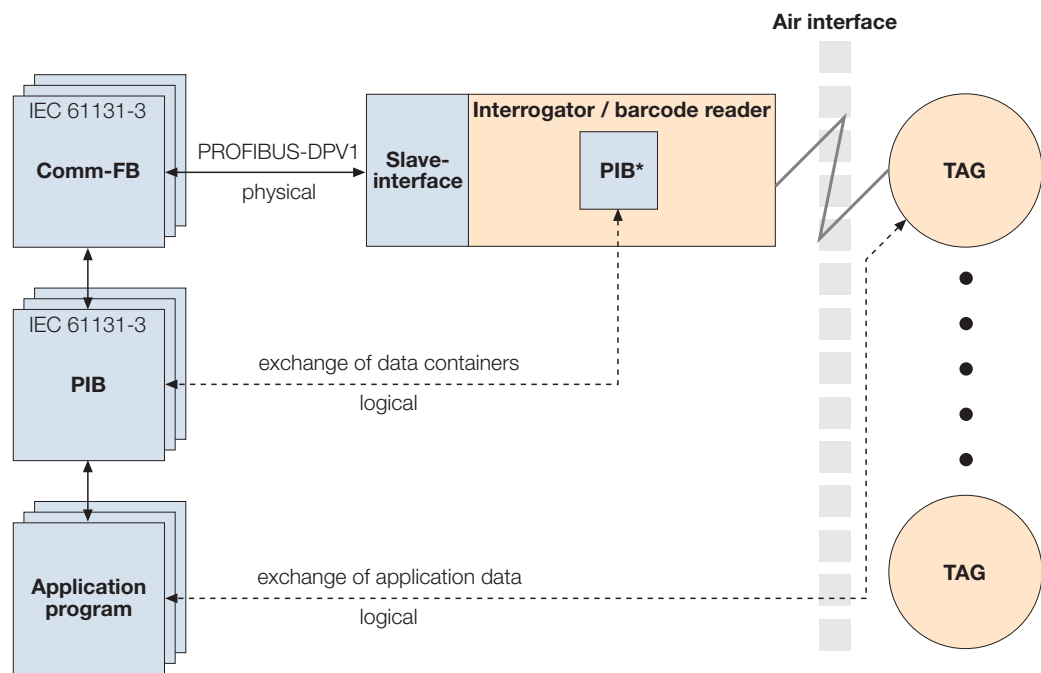 Air interface
IEC 61131-3
Comm-FB
PROFIBUS-DPV1
physical
Slave-
interface
Interrogator / barcode reader
PIB*
TAG
IEC 61131-3
PIB
exchange of data containers
logical
Application
program
exchange of application data
logical
TAG